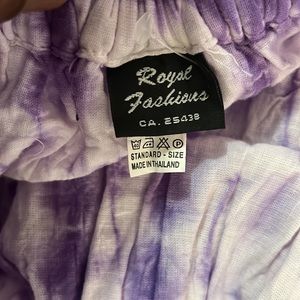 Royal
Fashions
CA. 25438
STANDARD - SIZE
MADE IN THAILAND